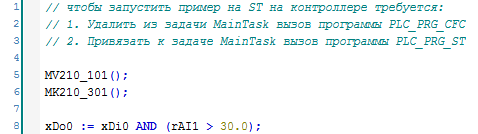 1 // чтобы запустить пример на ST на контроллере требуется:
2 // 1. Удалить из задачи MainTask вызов программы PLC_PRG_CFC
3 // 2. Привязать к задаче MainTask вызов программы PLC_PRG_ST
4
5 MV210_101();
6 MK210_301();
7
8 xDo0 := xDi0 AND (rAI1 > 30.0);